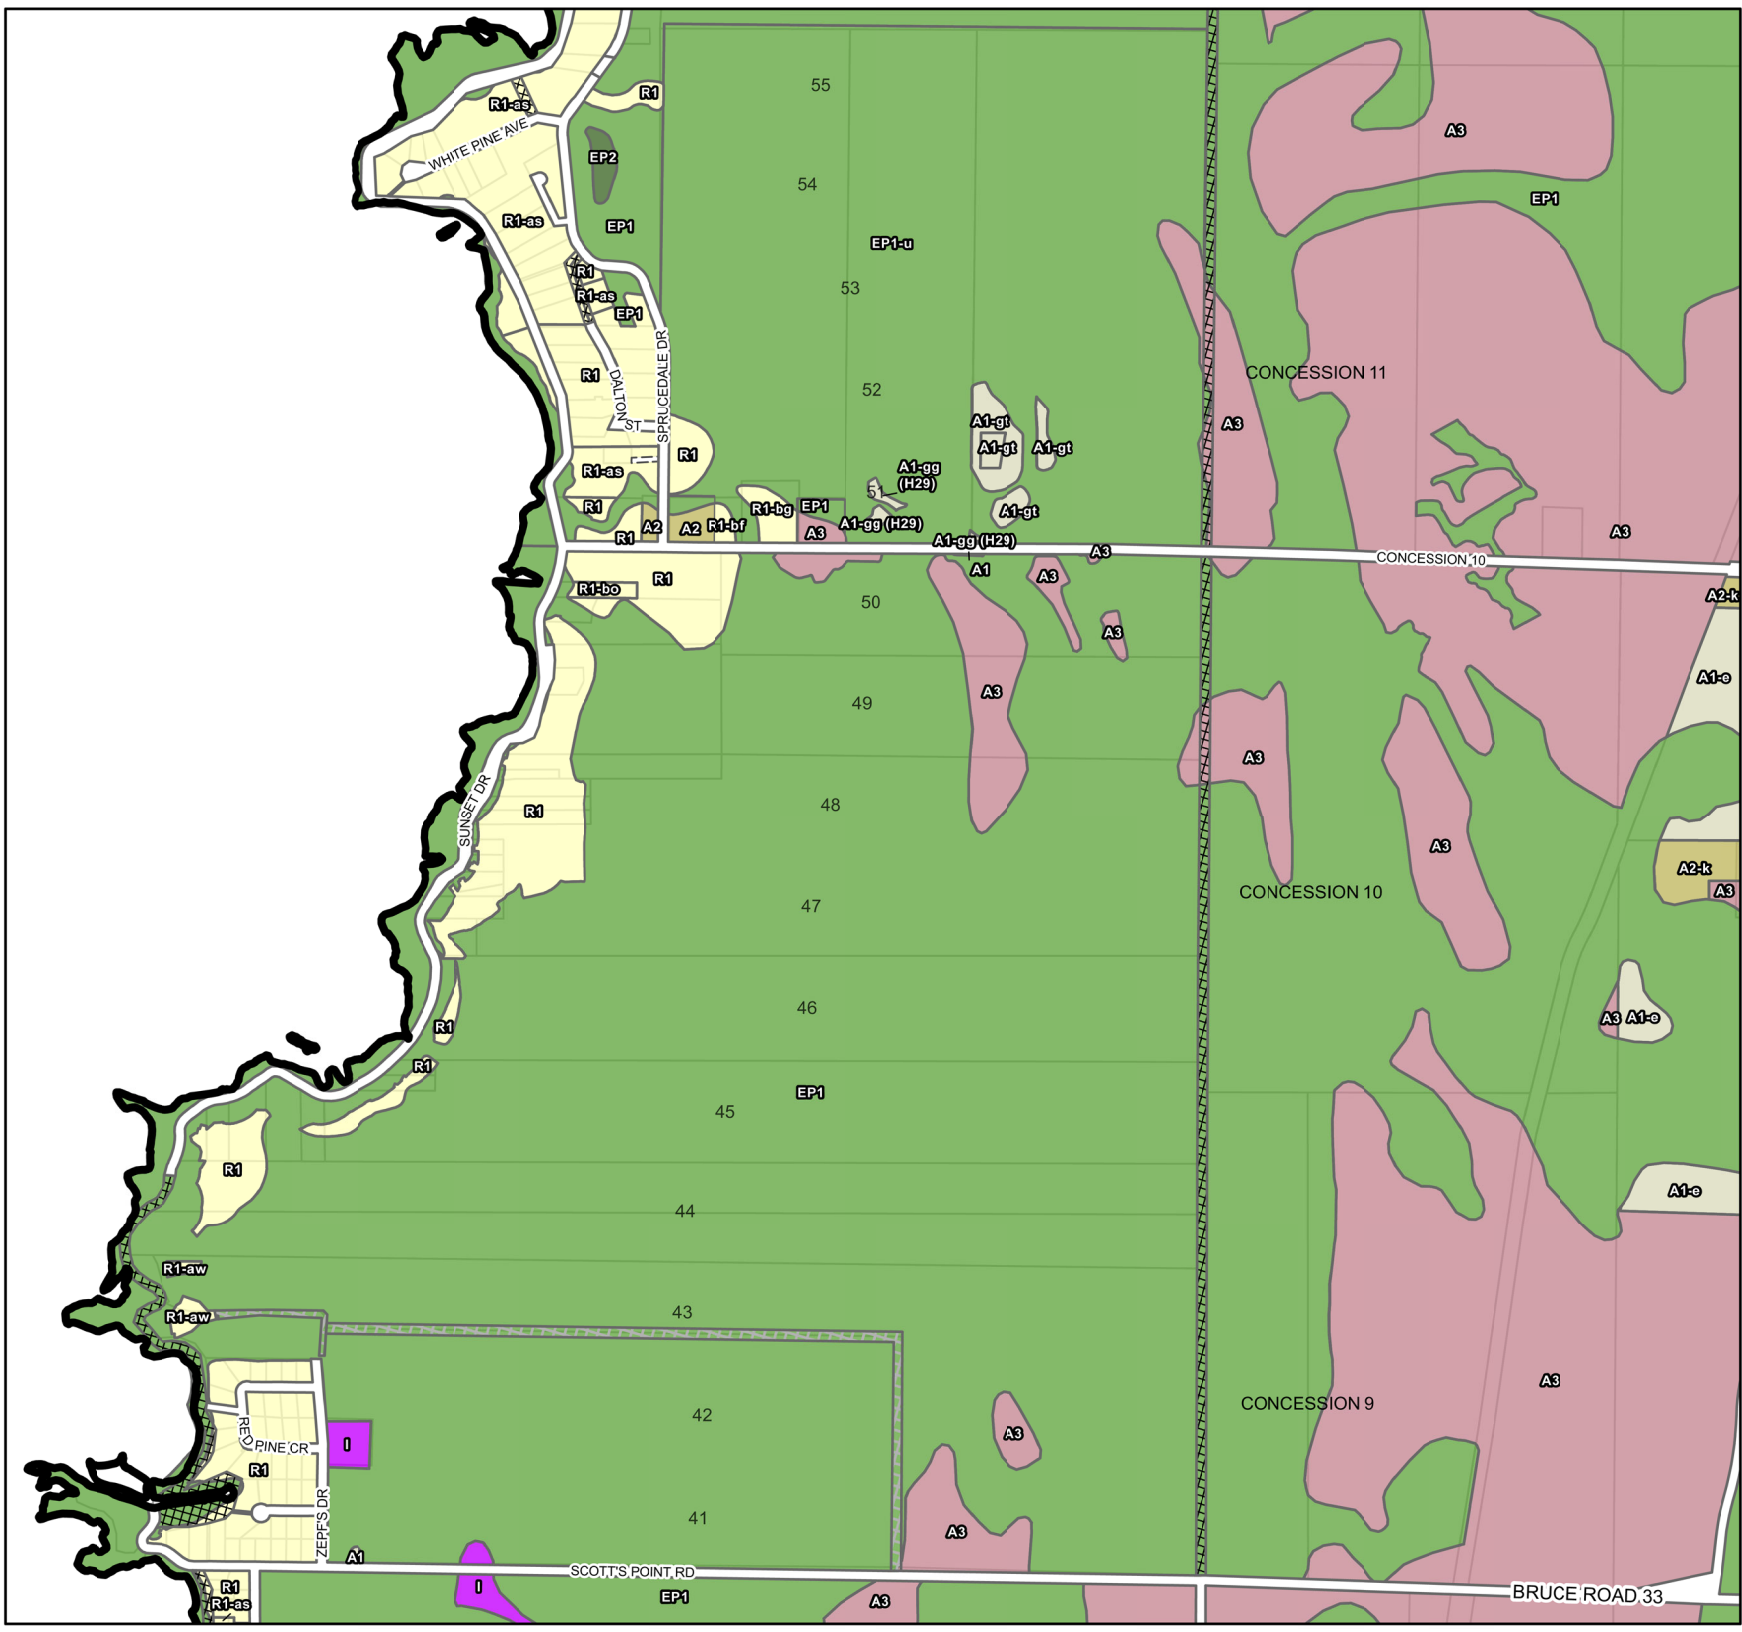 55
R1
R1-as
A3
WHITE PINE AVE
EP2
54
EP1
R1-as
EP1
EP1-u
R1
53
R1-as
EP1
CONCESSION 11
R1
DALTON ST
SPRUCEDALE DR
52
A1-gt
A3
A1-gt
A1-gt
R1
R1-as
A1-gg
(H29)
51
R1
R1-bg
EP1
A1-gt
A1-gg (H29)
A2
A2
R1-bf
R1
A3
A3
A1-gg (H29)
A3
CONCESSION 10
A1
A3
R1
R1-bo
A2-k
50
A3
A1-e
A3
49
A3
SUNSET DR
48
R1
A3
A2-k
A3
CONCESSION 10
47
46
A3
A1-e
R1
R1
EP1
45
R1
A1-e
44
R1-aw
43
R1-aw
A3
CONCESSION 9
42
RED PINE CR
I
A3
R1
ZEPF'S DR
41
A3
A1
SCOTT'S POINT RD
R1
I
EP1
A3
BRUCE ROAD 33
R1-as